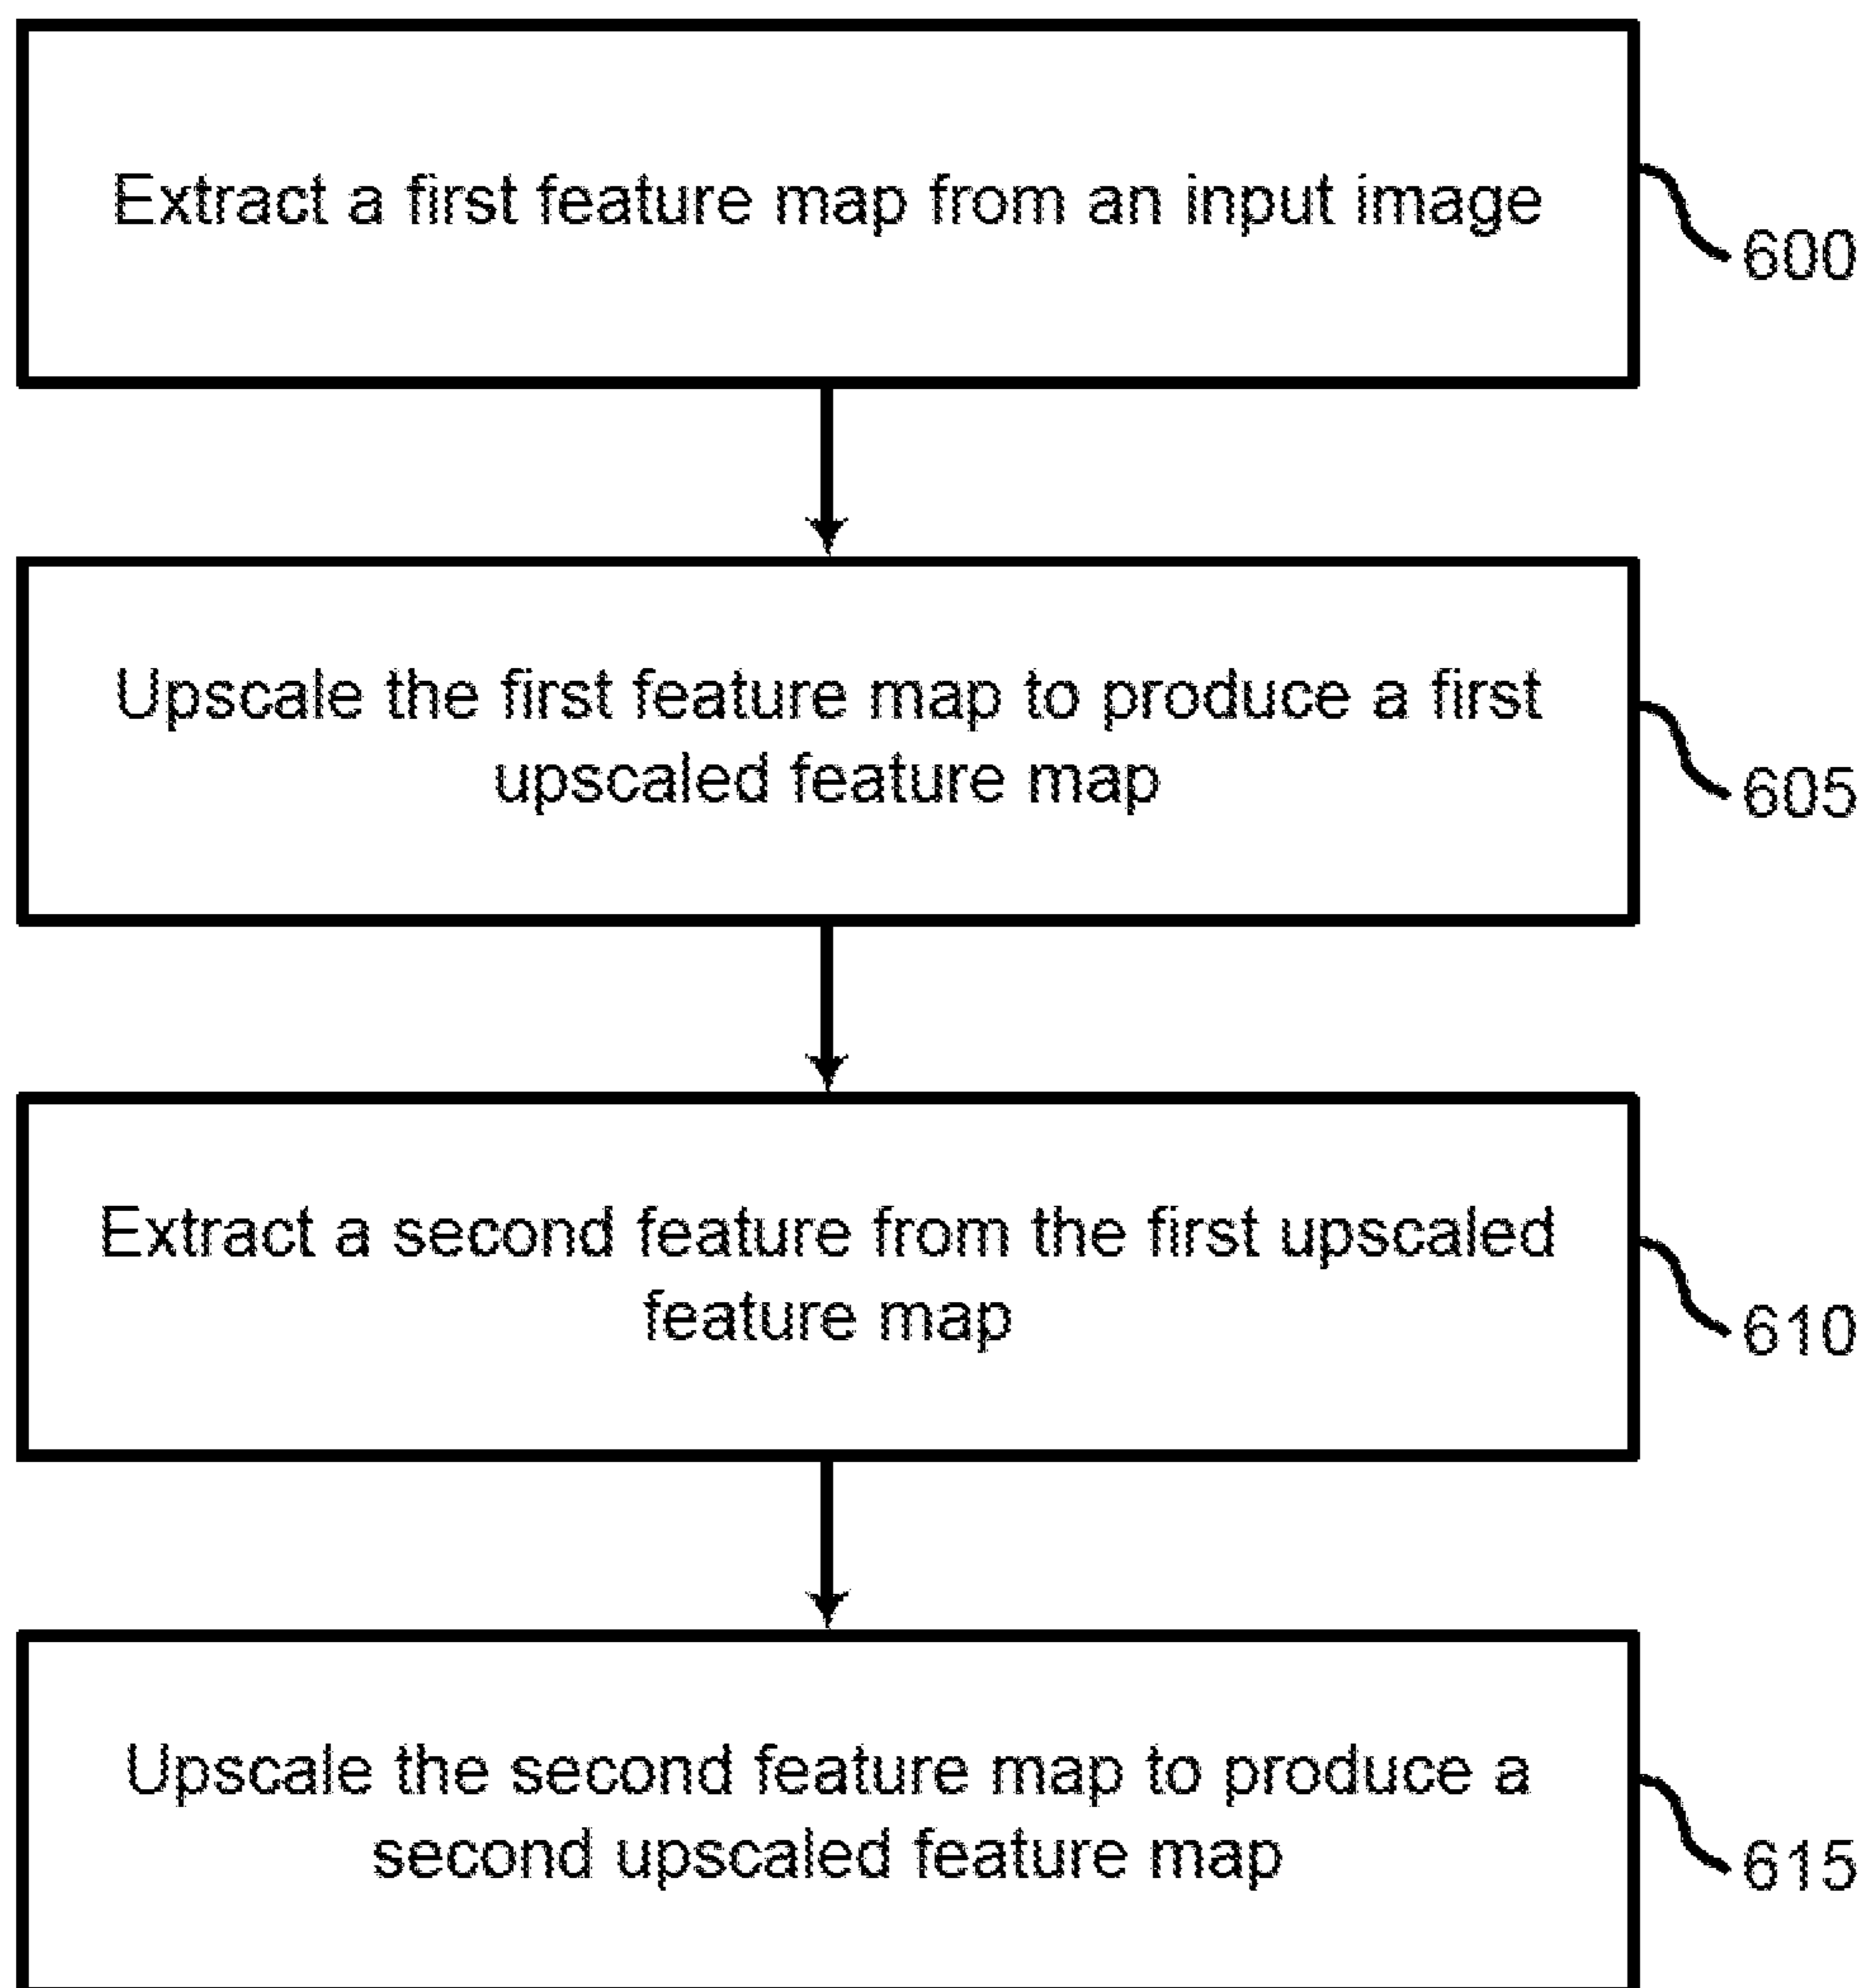 Extract a first feature map from an input image
600
Upscale the first feature map to produce a first
upscaled feature map
605
Extract a second feature from the first upscaled
feature map
610
Upscale the second feature map to produce a
second upscaled feature map
615